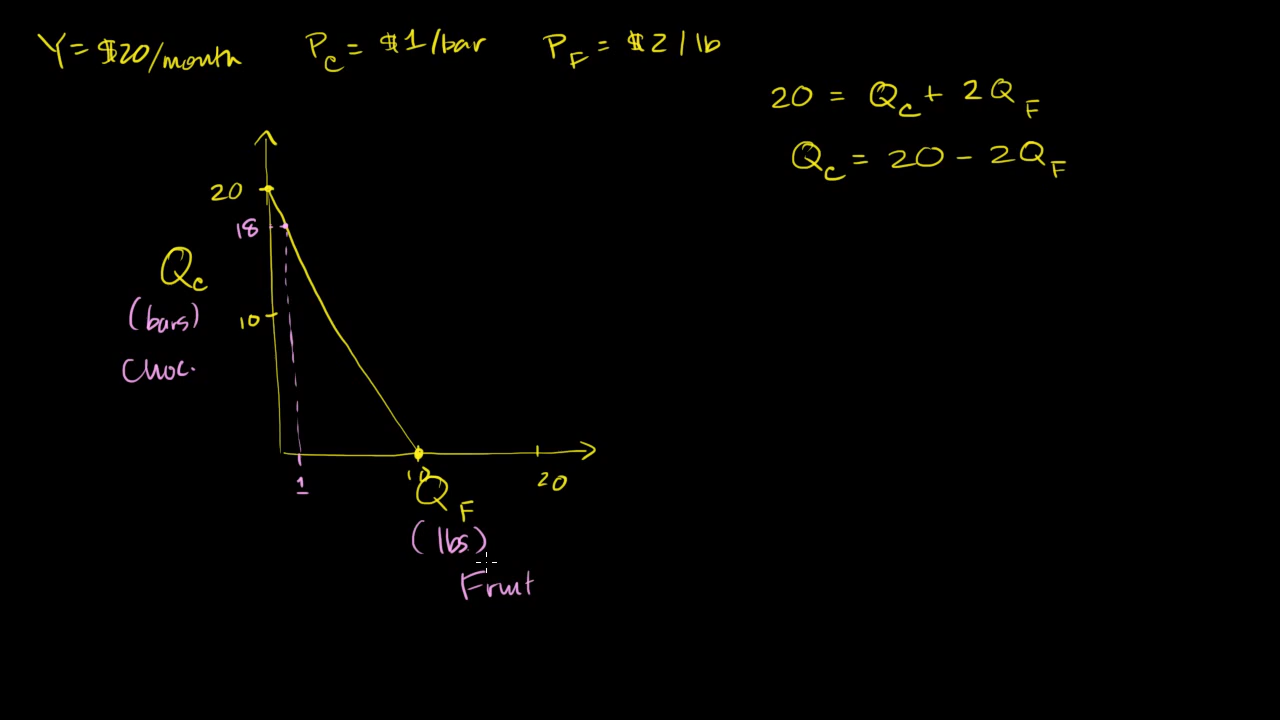 Y = $20/month   P_C = $1/bar   P_F = $2/lb
20 = Q_C + 2Q_F
Q_C = 20 - 2Q_F
20
18
Q_C
(bars)
10
Choc.
1
10
20
Q_F
(lbs)
Fruit